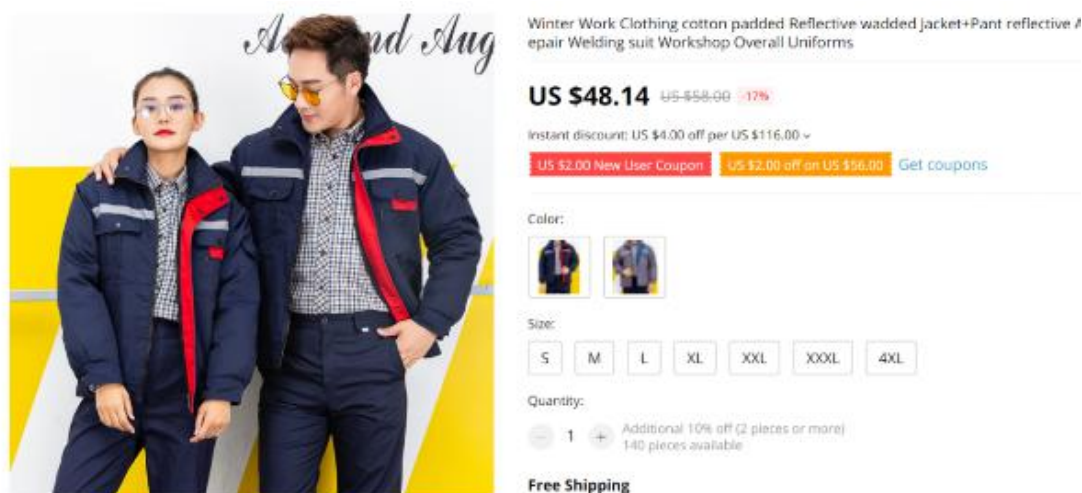 Winter Work Clothing cotton padded Reflective wadded Jacket+Pant reflective A
epair Welding suit Workshop Overall Uniforms
US $48.14 US $58.00 -17%
Instant discount: US $4.00 off per US $116.00
US $2.00 New User Coupon US $2.00 off on US $56.00 Get coupons
Color:
Size:
S M L XL XXL XXXL 4XL
Quantity:
- 1 + Additional 10% off (2 pieces or more)
140 pieces available
Free Shipping